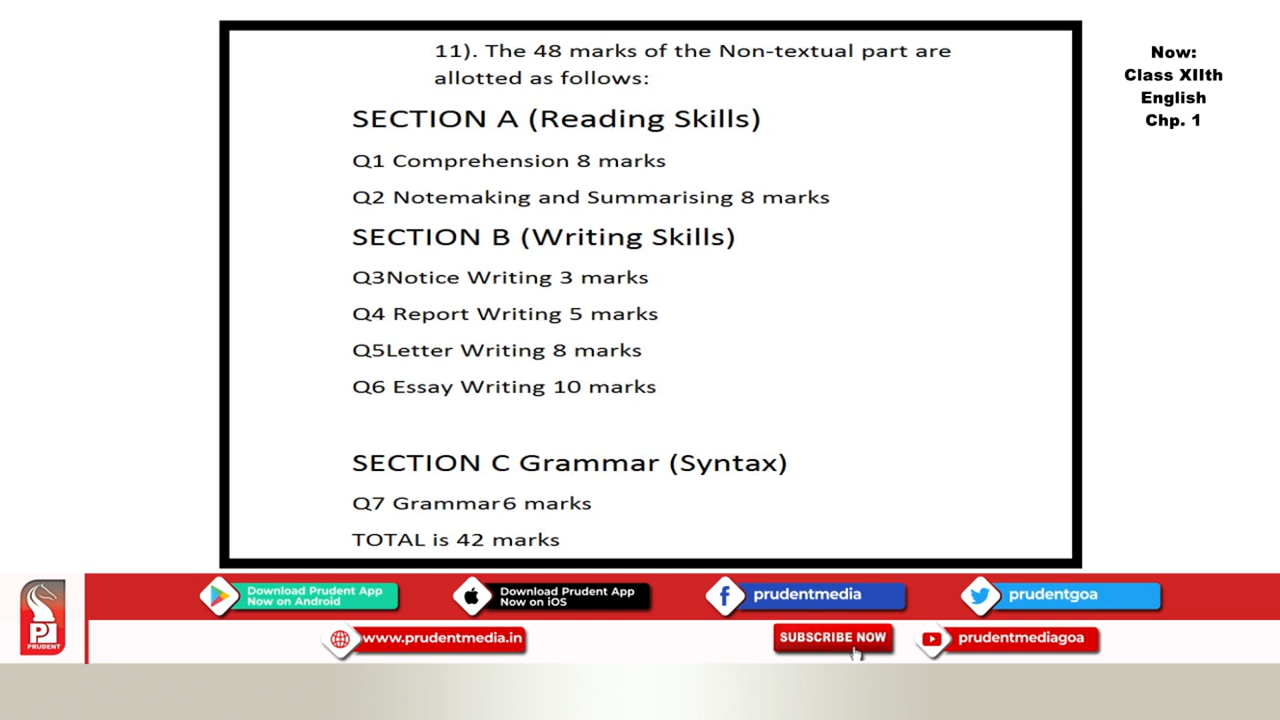 11). The 48 marks of the Non-textual part are
allotted as follows:
SECTION A (Reading Skills)
Q1 Comprehension 8 marks
Q2 Notemaking and Summarising 8 marks
SECTION B (Writing Skills)
Q3Notice Writing 3 marks
Q4 Report Writing 5 marks
Q5Letter Writing 8 marks
Q6 Essay Writing 10 marks
SECTION C Grammar (Syntax)
Q7 Grammar6 marks
TOTAL is 42 marks
Now:
Class XIIth
English
Chp. 1
Download Prudent App
Now on Android
Download Prudent App
Now on iOS
prudentmedia
prudentgoa
PRUDENT
www.prudentmedia.in
SUBSCRIBE NOW
prudentmediagoa